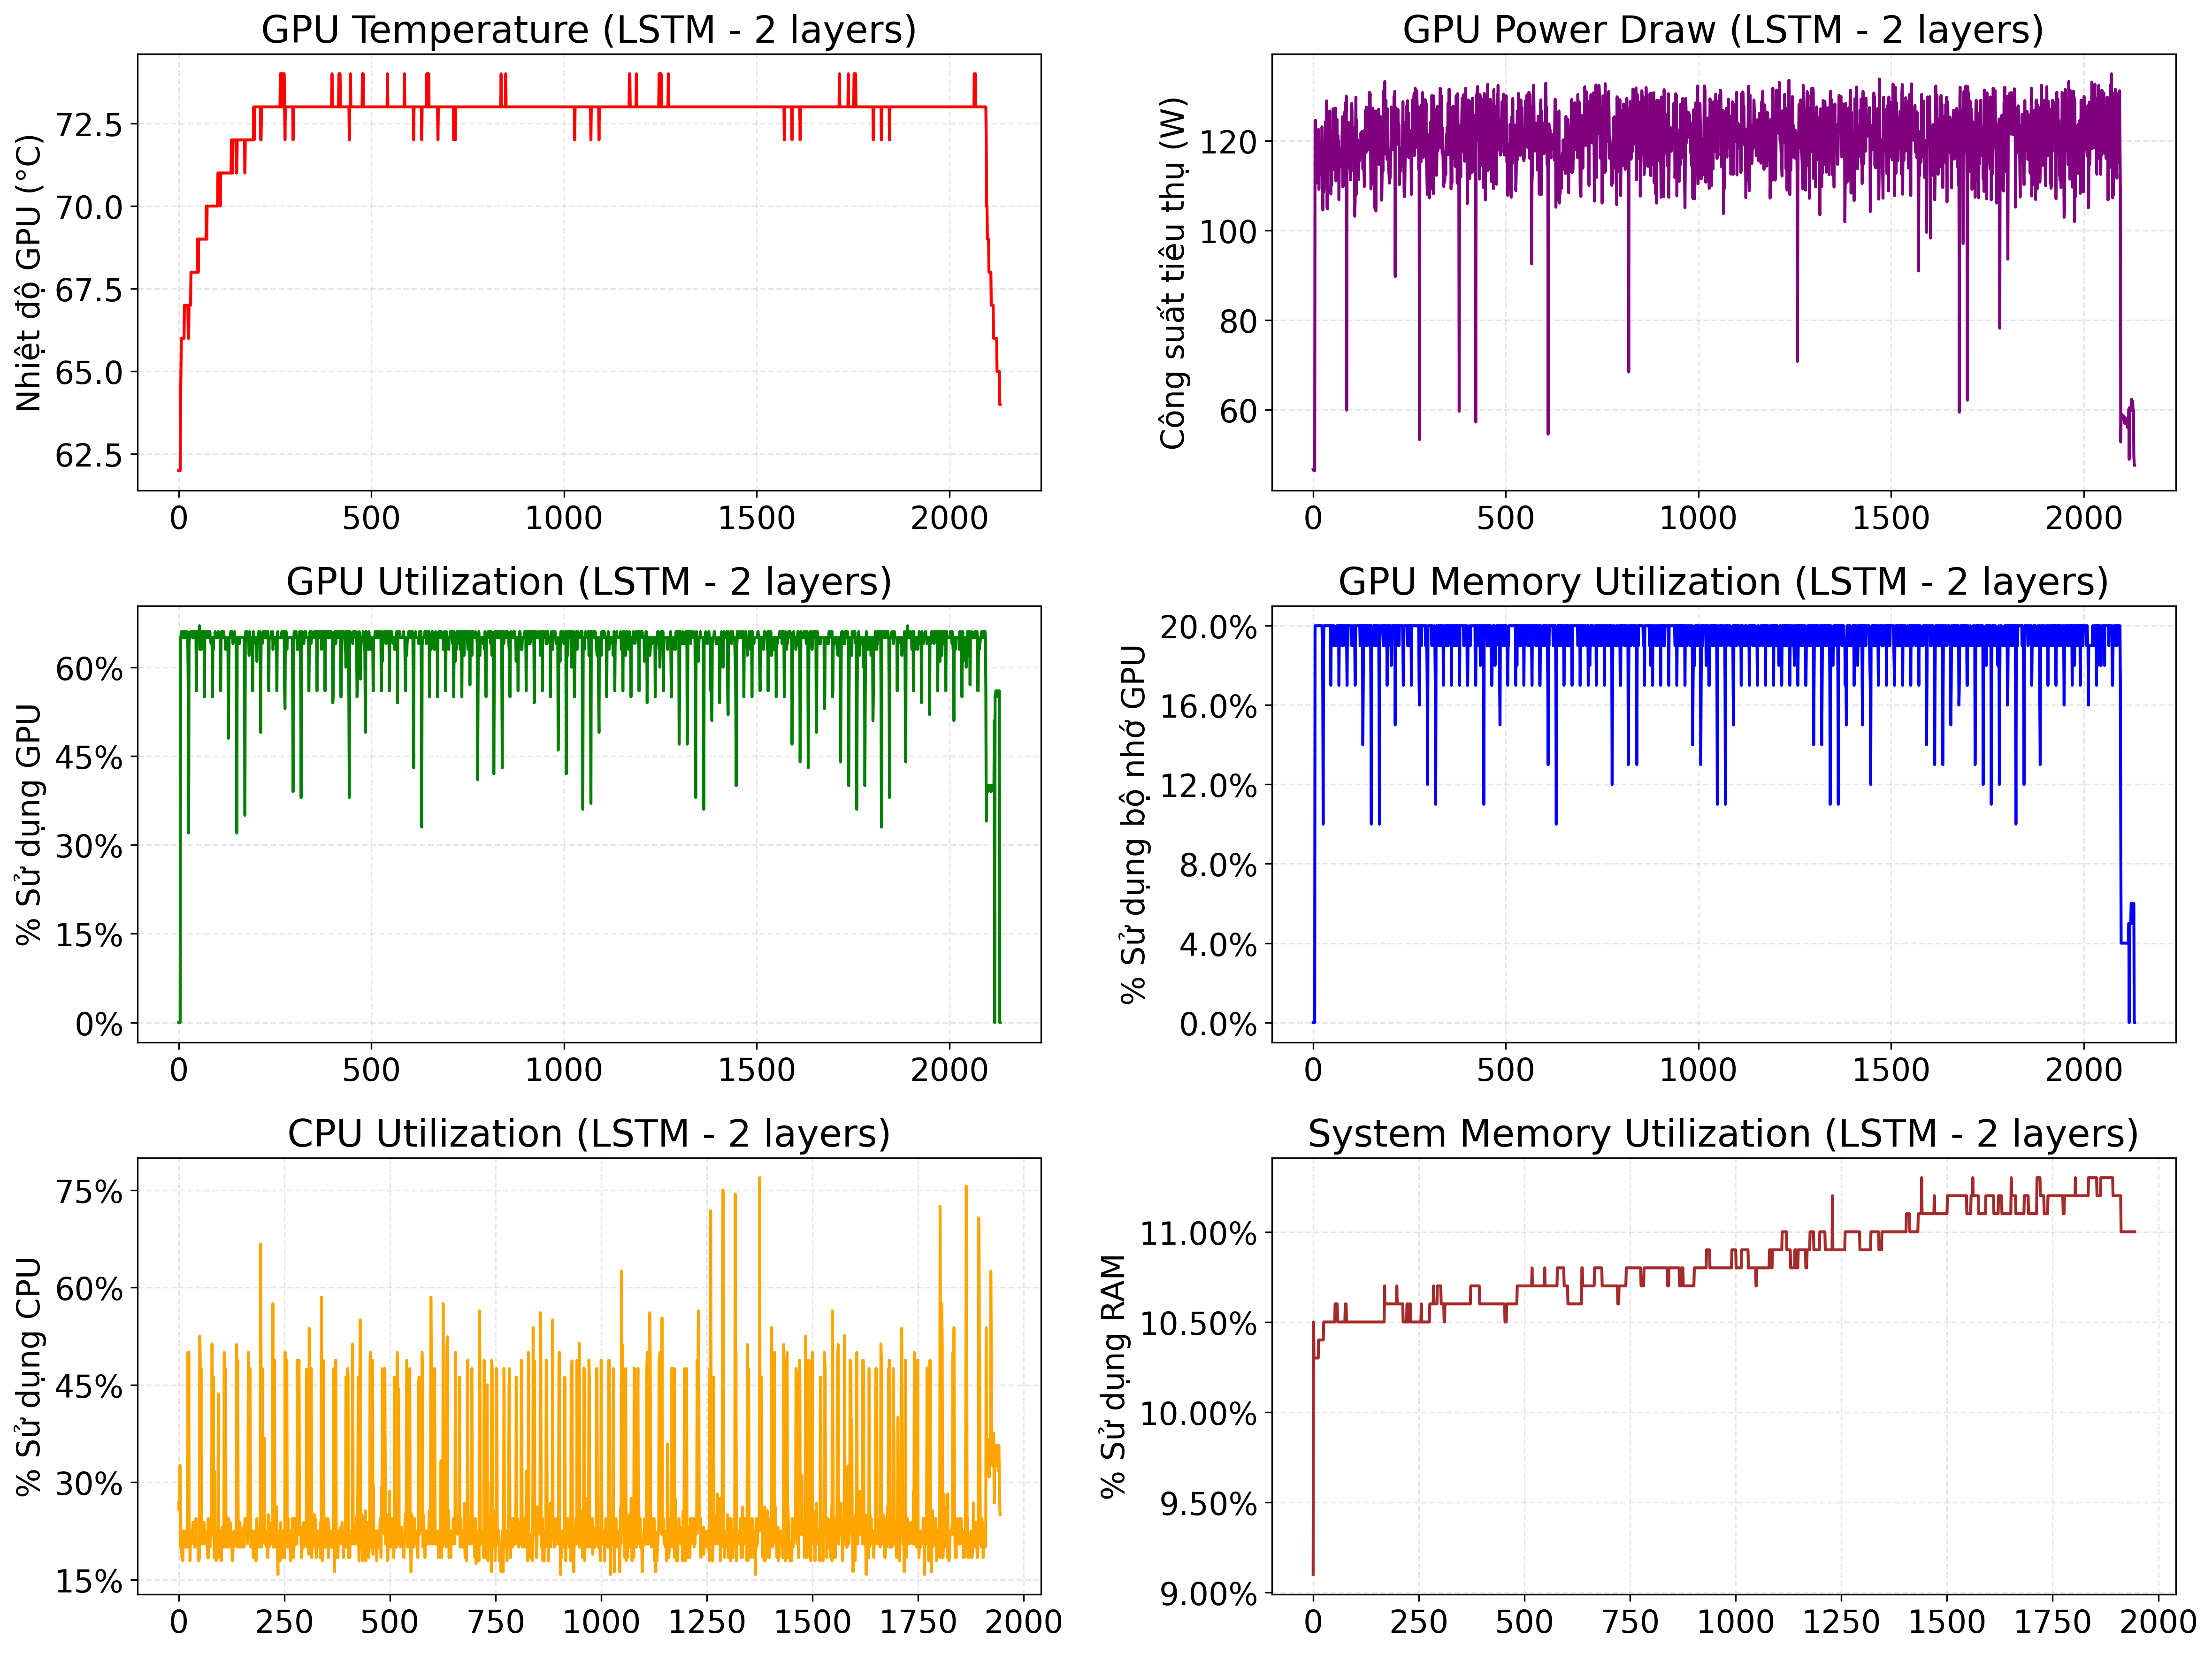 GPU Temperature (LSTM - 2 layers)
Nhiệt độ GPU (°C)
72.5
70.0
67.5
65.0
62.5
0 500 1000 1500 2000
GPU Power Draw (LSTM - 2 layers)
Công suất tiêu thụ (W)
120
100
80
60
0 500 1000 1500 2000
GPU Utilization (LSTM - 2 layers)
% Sử dụng GPU
60%
45%
30%
15%
0%
0 500 1000 1500 2000
GPU Memory Utilization (LSTM - 2 layers)
% Sử dụng bộ nhớ GPU
20.0%
16.0%
12.0%
8.0%
4.0%
0.0%
0 500 1000 1500 2000
CPU Utilization (LSTM - 2 layers)
% Sử dụng CPU
75%
60%
45%
30%
15%
0 250 500 750 1000 1250 1500 1750 2000
System Memory Utilization (LSTM - 2 layers)
% Sử dụng RAM
11.00%
10.50%
10.00%
9.50%
9.00%
0 250 500 750 1000 1250 1500 1750 2000